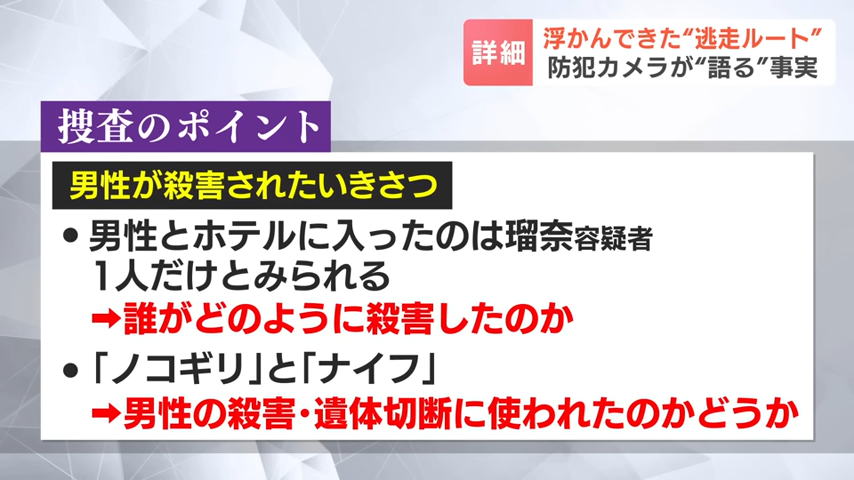 詳細
浮かんできた“逃走ルート”
防犯カメラが“語る”事実
捜査のポイント
男性が殺害されたいきさつ
●男性とホテルに入ったのは瑠奈容疑者
1人だけとみられる
➡誰がどのように殺害したのか
●「ノコギリ」と「ナイフ」
➡男性の殺害・遺体切断に使われたのかどうか